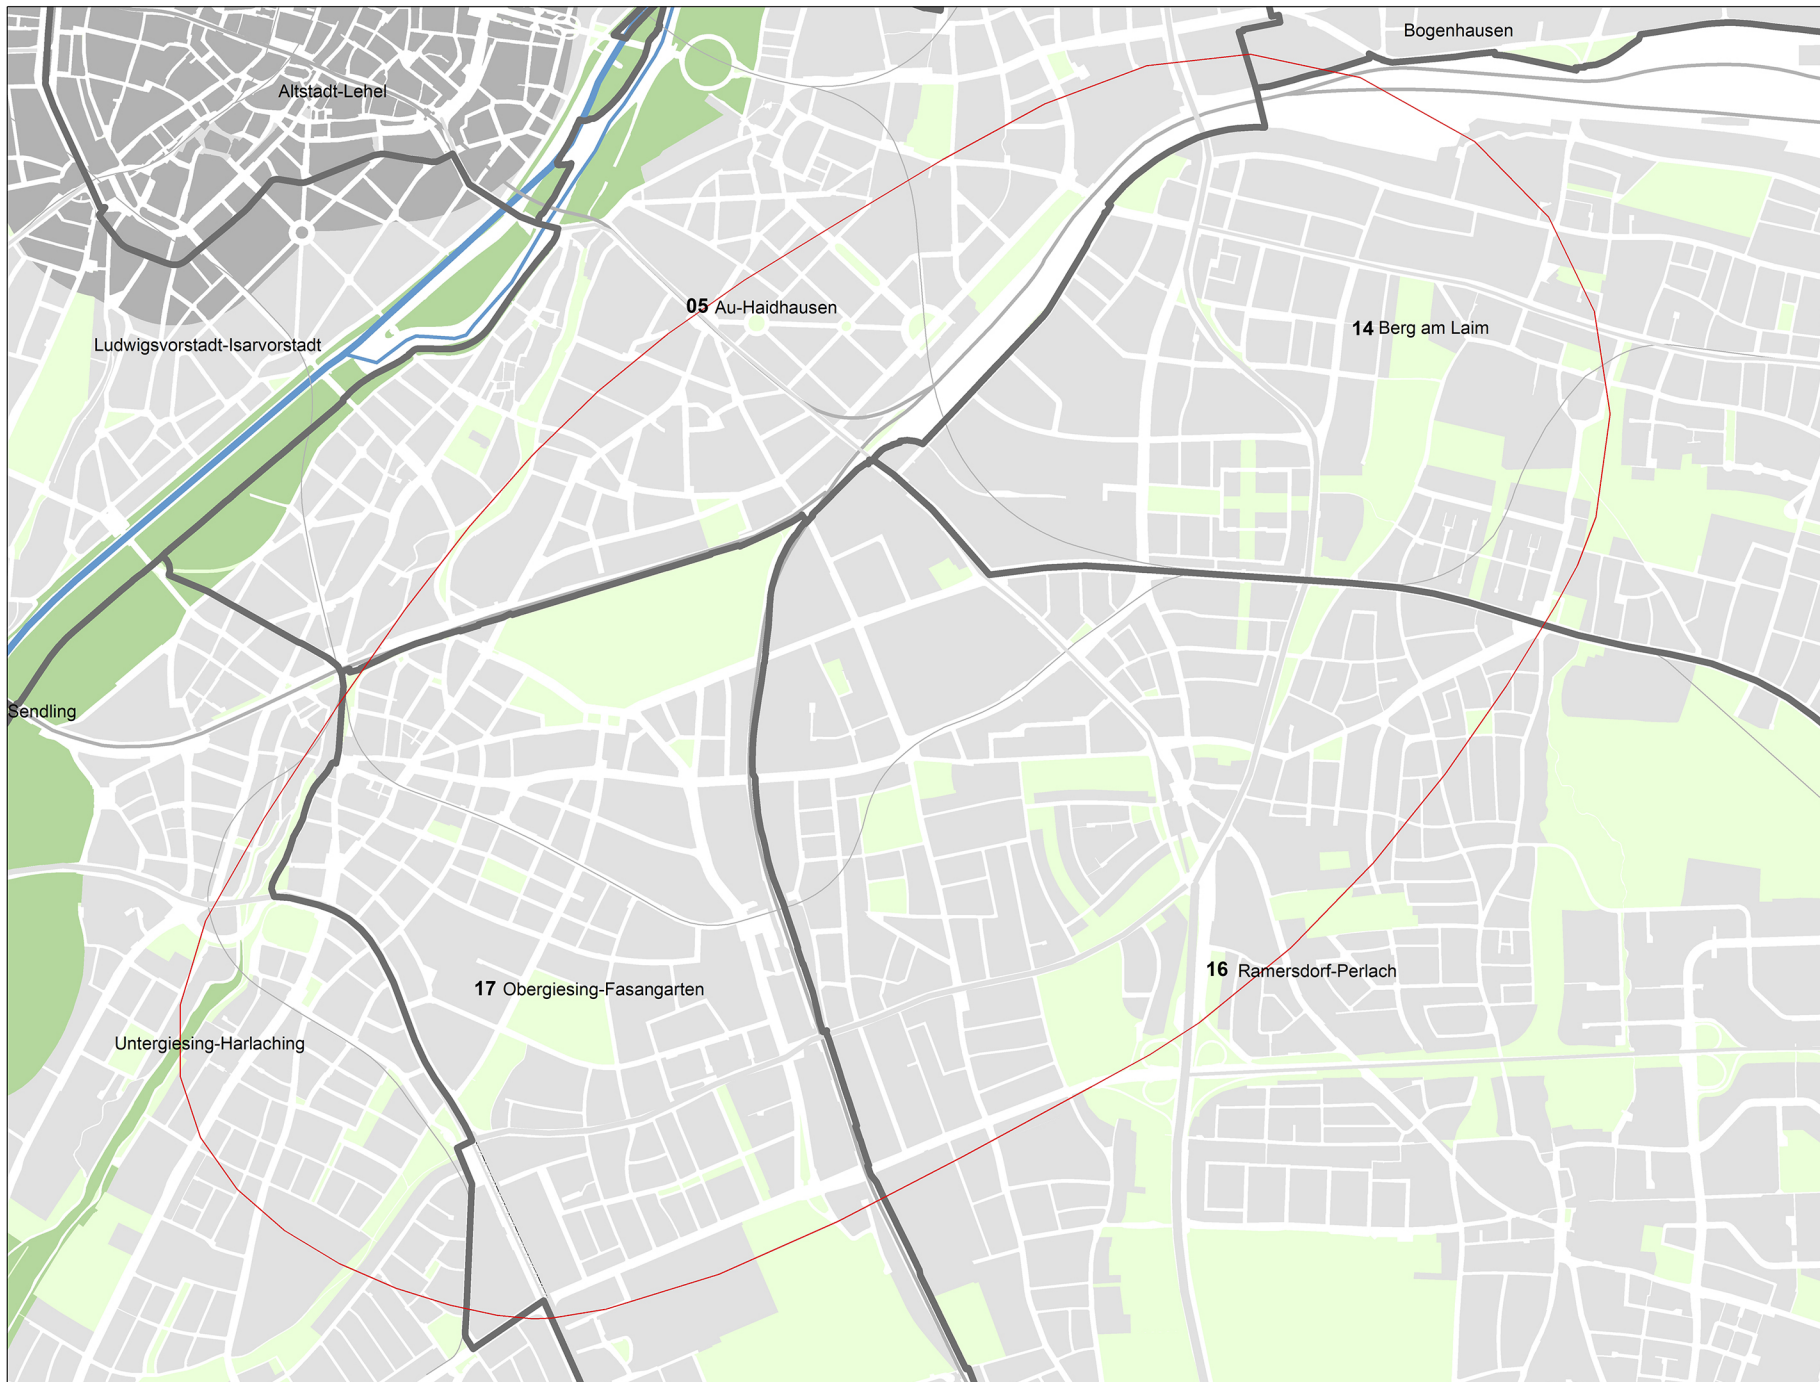 Bogenhausen
Altstadt-Lehel
05 Au-Haidhausen
14 Berg am Laim
Ludwigsvorstadt-Isarvorstadt
Sendling
16 Ramersdorf-Perlach
17 Obergiesing-Fasangarten
Untergiesing-Harlaching